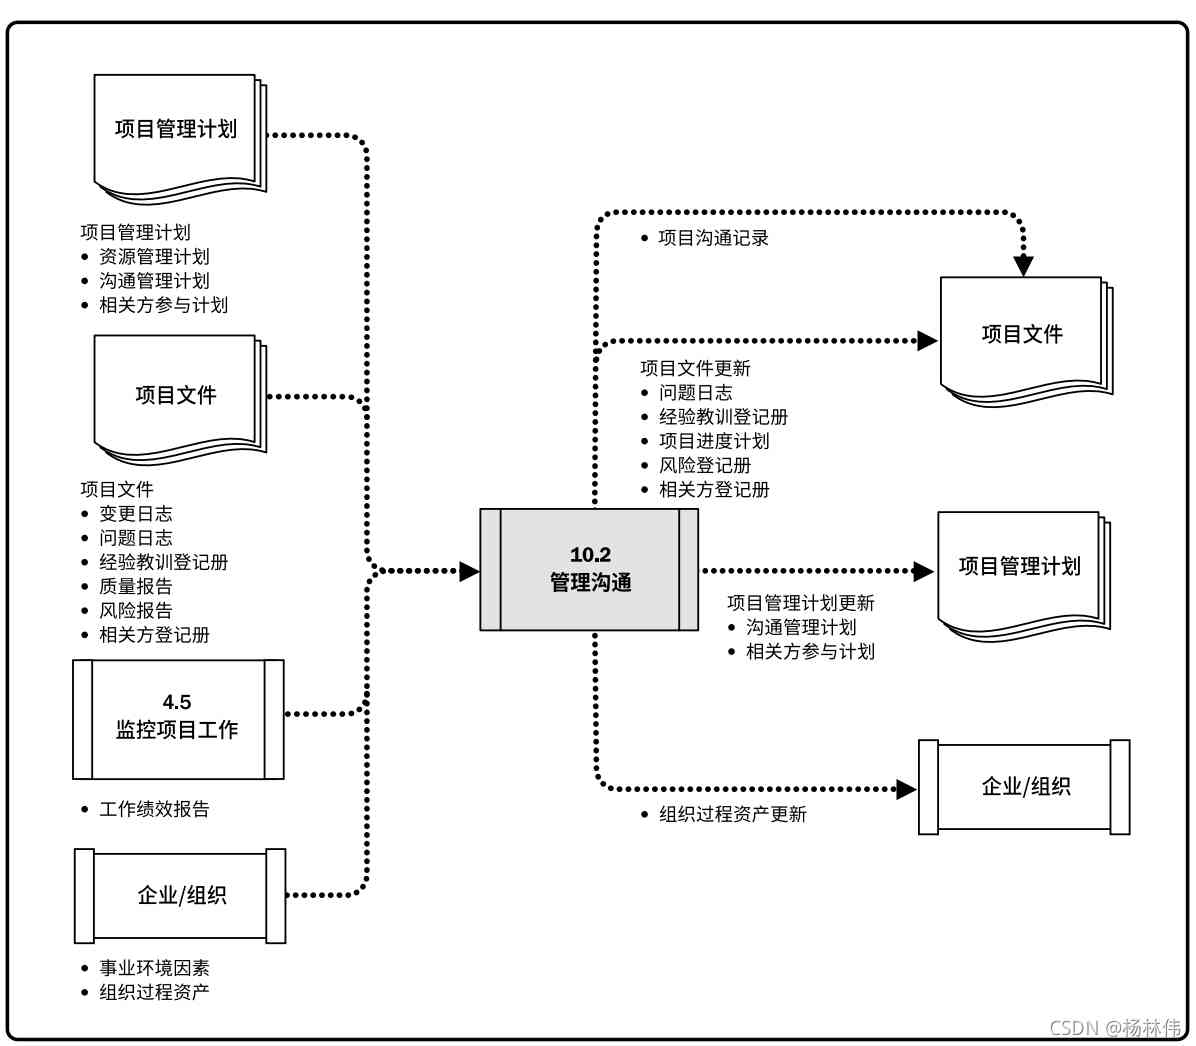 项目管理计划
项目管理计划
• 资源管理计划
• 沟通管理计划
• 相关方参与计划
项目文件
项目文件
• 变更日志
• 问题日志
• 经验教训登记册
• 质量报告
• 风险报告
• 相关方登记册
4.5
监控项目工作
• 工作绩效报告
企业/组织
• 事业环境因素
• 组织过程资产
10.2
管理沟通
• 项目沟通记录
项目文件
项目文件更新
• 问题日志
• 经验教训登记册
• 项目进度计划
• 风险登记册
• 相关方登记册
项目管理计划
项目管理计划更新
• 沟通管理计划
• 相关方参与计划
企业/组织
• 组织过程资产更新
CSDN @杨林伟